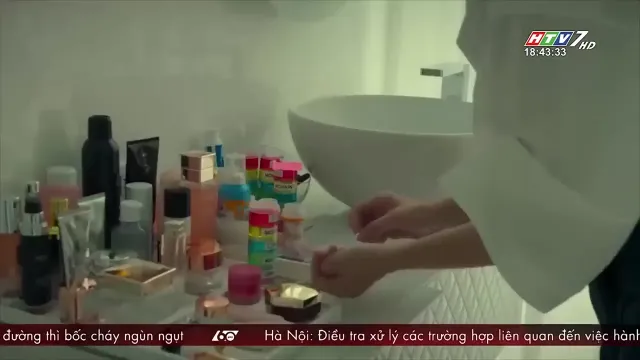 HTV7 HD
18:43:33
đường thì bốc cháy ngùn ngụt 60 Hà Nội: Điều tra xử lý các trường hợp liên quan đến việc hành